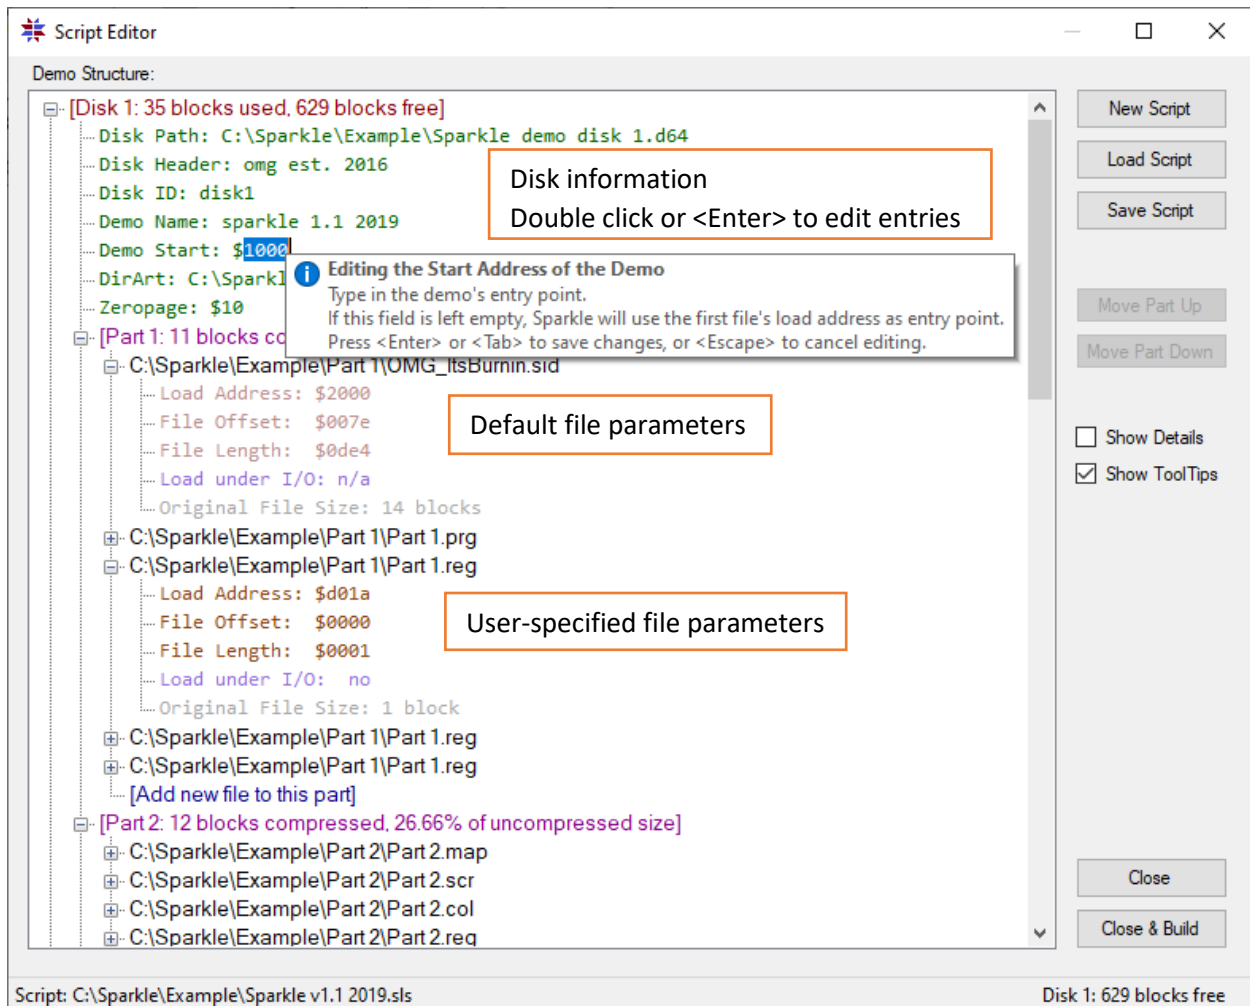 Script Editor
Demo Structure:
[Disk 1: 35 blocks used, 629 blocks free]
Disk Path: C:\Sparkle\Example\Sparkle demo disk 1.d64
Disk Header: omg est. 2016
Disk ID: disk1
Demo Name: sparkle 1.1 2019
Demo Start: $1000
DirArt: C:\Sparkl
Zeropage: $10
[Part 1: 11 blocks co
C:\Sparkle\Example\Part 1\OMG_ItsBurnin.sid
Load Address: $2000
File Offset: $007e
File Length: $0de4
Load under I/O: n/a
Original File Size: 14 blocks
C:\Sparkle\Example\Part 1\Part 1.prg
C:\Sparkle\Example\Part 1\Part 1.reg
Load Address: $d01a
File Offset: $0000
File Length: $0001
Load under I/O: no
Original File Size: 1 block
C:\Sparkle\Example\Part 1\Part 1.reg
C:\Sparkle\Example\Part 1\Part 1.reg
[Add new file to this part]
[Part 2: 12 blocks compressed, 26.66% of uncompressed size]
C:\Sparkle\Example\Part 2\Part 2.map
C:\Sparkle\Example\Part 2\Part 2.scr
C:\Sparkle\Example\Part 2\Part 2.col
C:\Sparkle\Example\Part 2\Part 2.reg
Disk information
Double click or <Enter> to edit entries
Editing the Start Address of the Demo
Type in the demo's entry point.
If this field is left empty, Sparkle will use the first file's load address as entry point.
Press <Enter> or <Tab> to save changes, or <Escape> to cancel editing.
Default file parameters
User-specified file parameters
New Script
Load Script
Save Script
Move Part Up
Move Part Down
Show Details
Show ToolTips
Close
Close & Build
Script: C:\Sparkle\Example\Sparkle v1.1 2019.sls
Disk 1: 629 blocks free